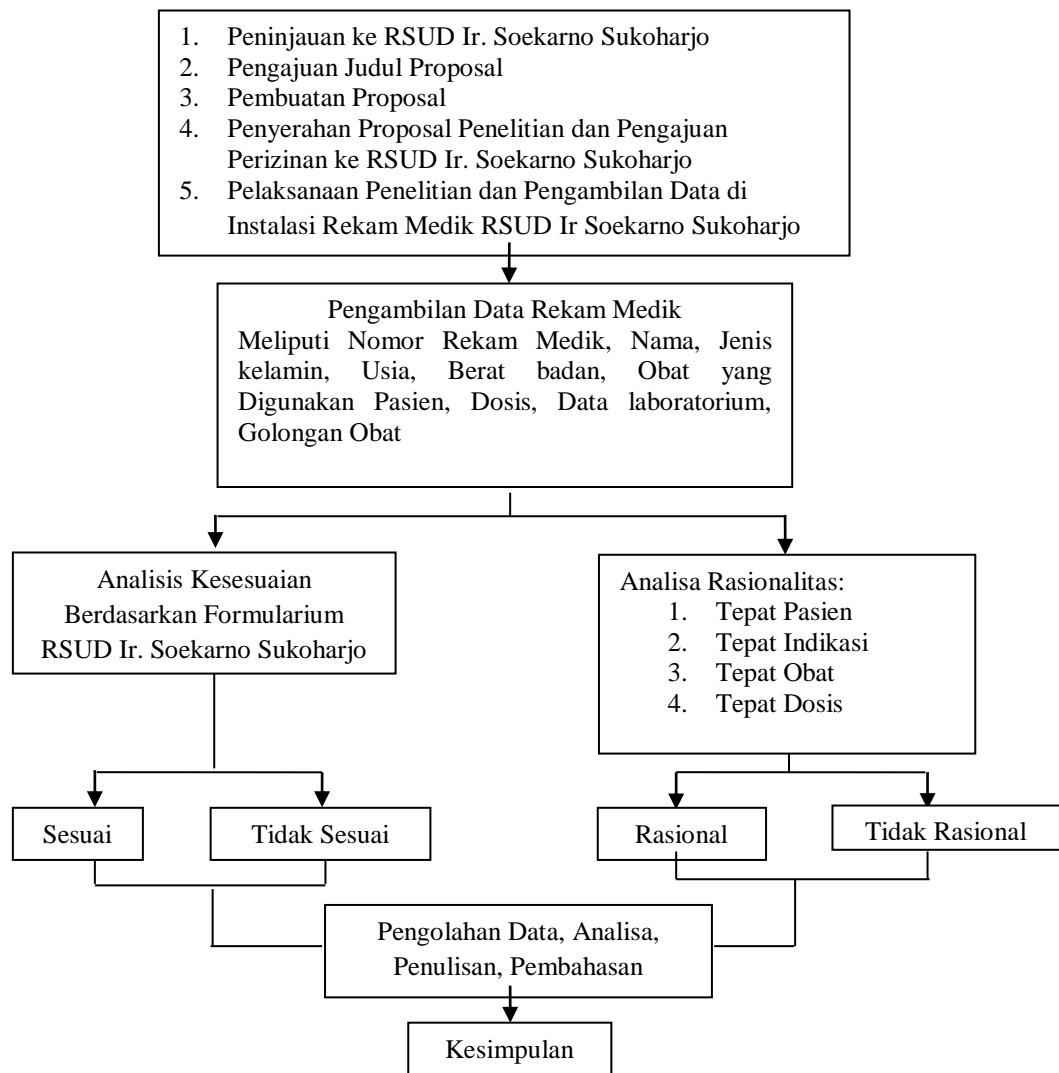 1. Peninjauan ke RSUD Ir. Soekarno Sukoharjo
2. Pengajuan Judul Proposal
3. Pembuatan Proposal
4. Penyerahan Proposal Penelitian dan Pengajuan
Perizinan ke RSUD Ir. Soekarno Sukoharjo
5. Pelaksanaan Penelitian dan Pengambilan Data di
Instalasi Rekam Medik RSUD Ir Soekarno Sukoharjo
Pengambilan Data Rekam Medik
Meliputi Nomor Rekam Medik, Nama, Jenis
kelamin, Usia, Berat badan, Obat yang
Digunakan Pasien, Dosis, Data laboratorium,
Golongan Obat
Analisis Kesesuaian
Berdasarkan Formularium
RSUD Ir. Soekarno Sukoharjo
Analisa Rasionalitas:
1. Tepat Pasien
2. Tepat Indikasi
3. Tepat Obat
4. Tepat Dosis
Sesuai
Tidak Sesuai
Rasional
Tidak Rasional
Pengolahan Data, Analisa,
Penulisan, Pembahasan
Kesimpulan